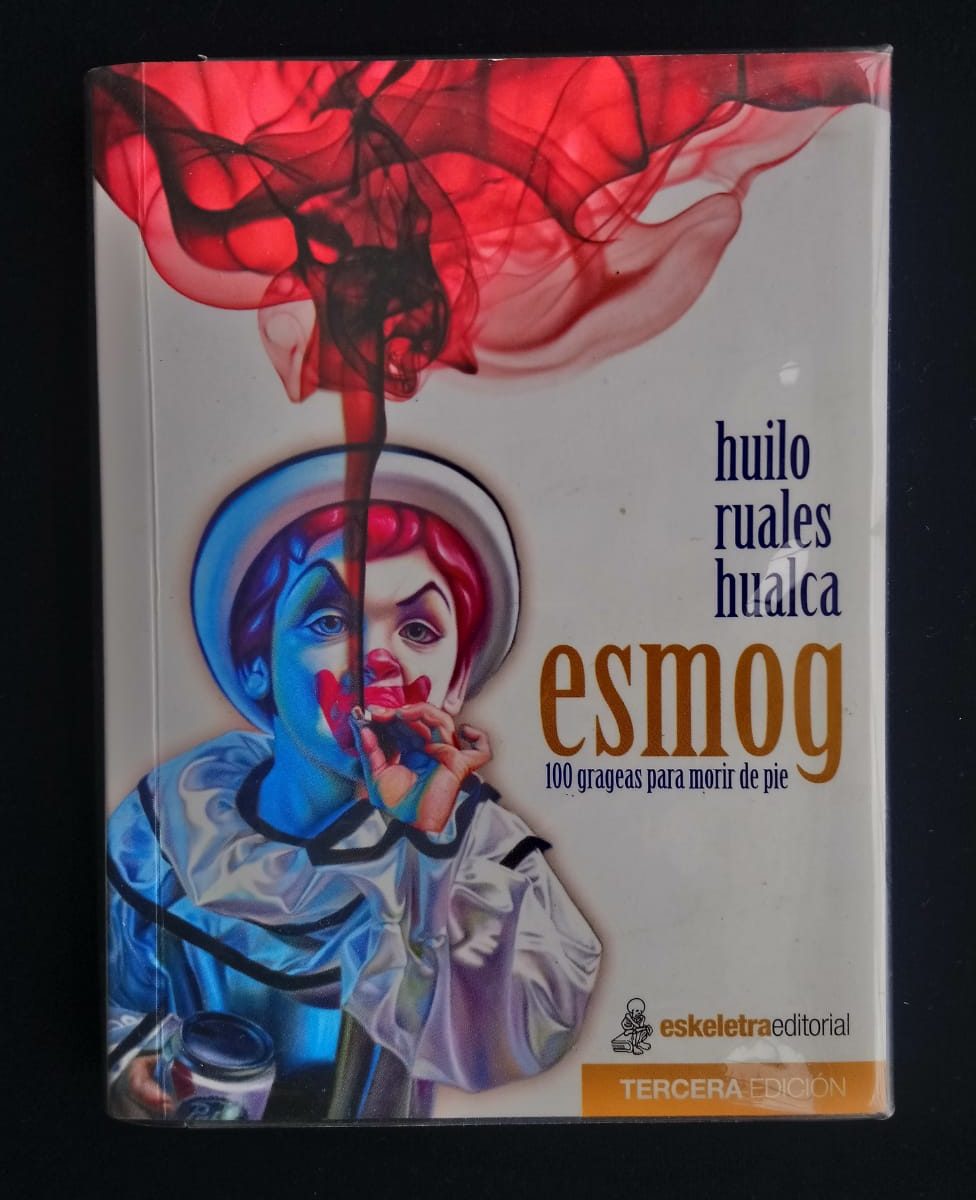 huilo
ruales
hualca
esmog
100 grageas para morir de pie
eskeletraeditorial
TERCERA EDICIÓN